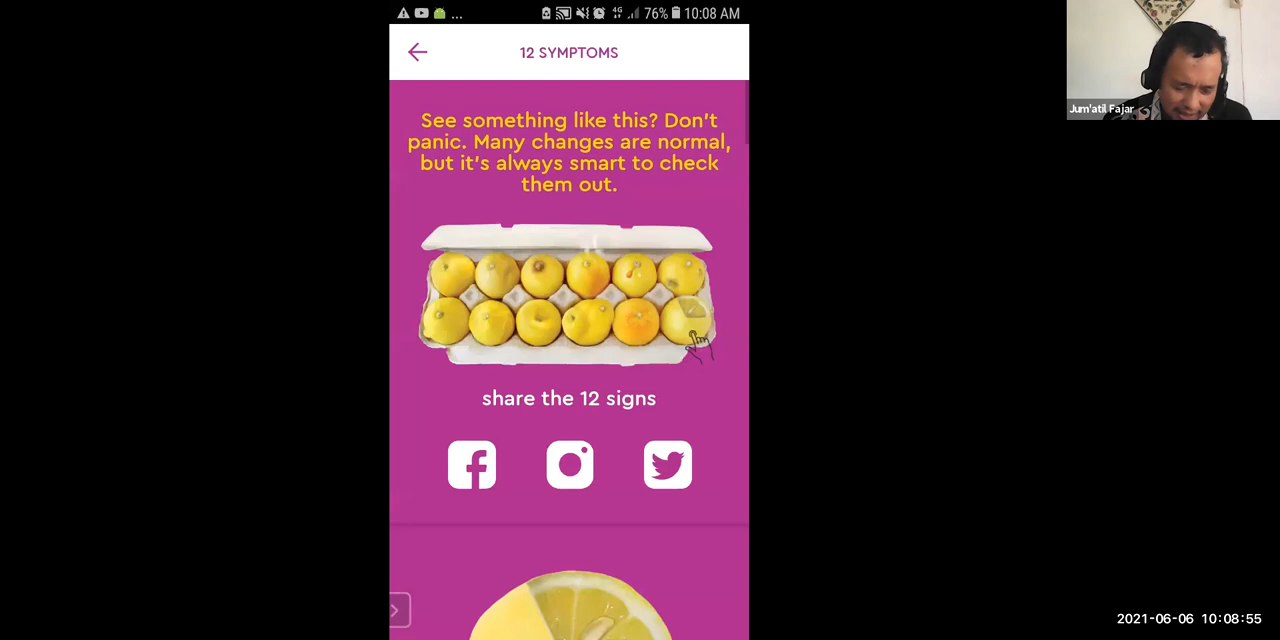 ... 76% 10:08 AM
12 SYMPTOMS
See something like this? Don't
panic. Many changes are normal,
but it's always smart to check
them out.
share the 12 signs
Jum'atil Fajar
2021-06-06 10:08:55